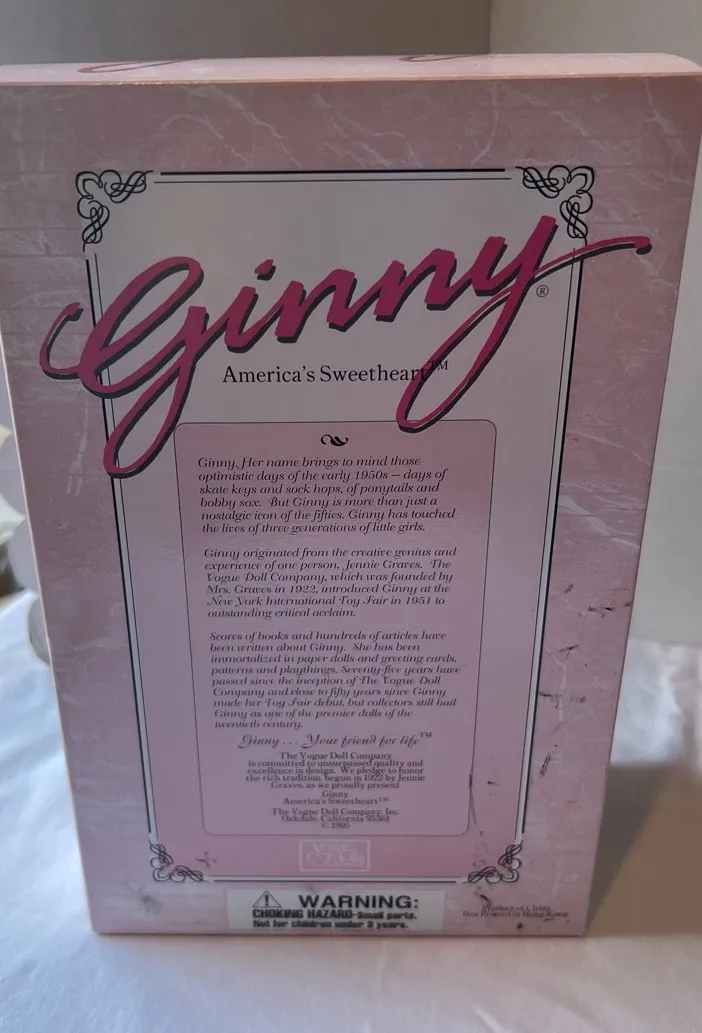 Ginny®
America's Sweetheart™
Ginny, Her name brings to mind those
optimistic days of the early 1950s – days of
skate keys and sock hops, of ponytails and
bobby sox. But Ginny is more than just a
nostalgic icon of the fifties. Ginny has touched
the lives of three generations of little girls.
Ginny originated from the creative genius and
experience of one person, Jennie Graves. The
Vogue Doll Company, which was founded by
Mrs. Graves in 1922, introduced Ginny at the
New York International Toy Fair in 1951 to
outstanding critical acclaim.
Scores of books and hundreds of articles have
been written about Ginny. She has been
immortalized in paper dolls and greeting cards,
patterns and playthings. Seventy-five years have
passed since the inception of The Vogue Doll
Company and close to fifty years since Ginny
made her Toy Fair debut, but collectors still hail
Ginny as one of the premier dolls of the
twentieth century.
Ginny . . . Your friend for life™
The Vogue Doll Company
is committed to unsurpassed quality and
excellence in design. We pledge to honor
the rich tradition begun in 1922 by Jennie
Graves, as we proudly present
Ginny
America's Sweetheart™
The Vogue Doll Company, Inc.
Oakdale, California 95361
© 1995
Vogue
Dolls
WARNING:
CHOKING HAZARD-Small parts.
Not for children under 3 years.
Product of China
Box Printed in Hong Kong